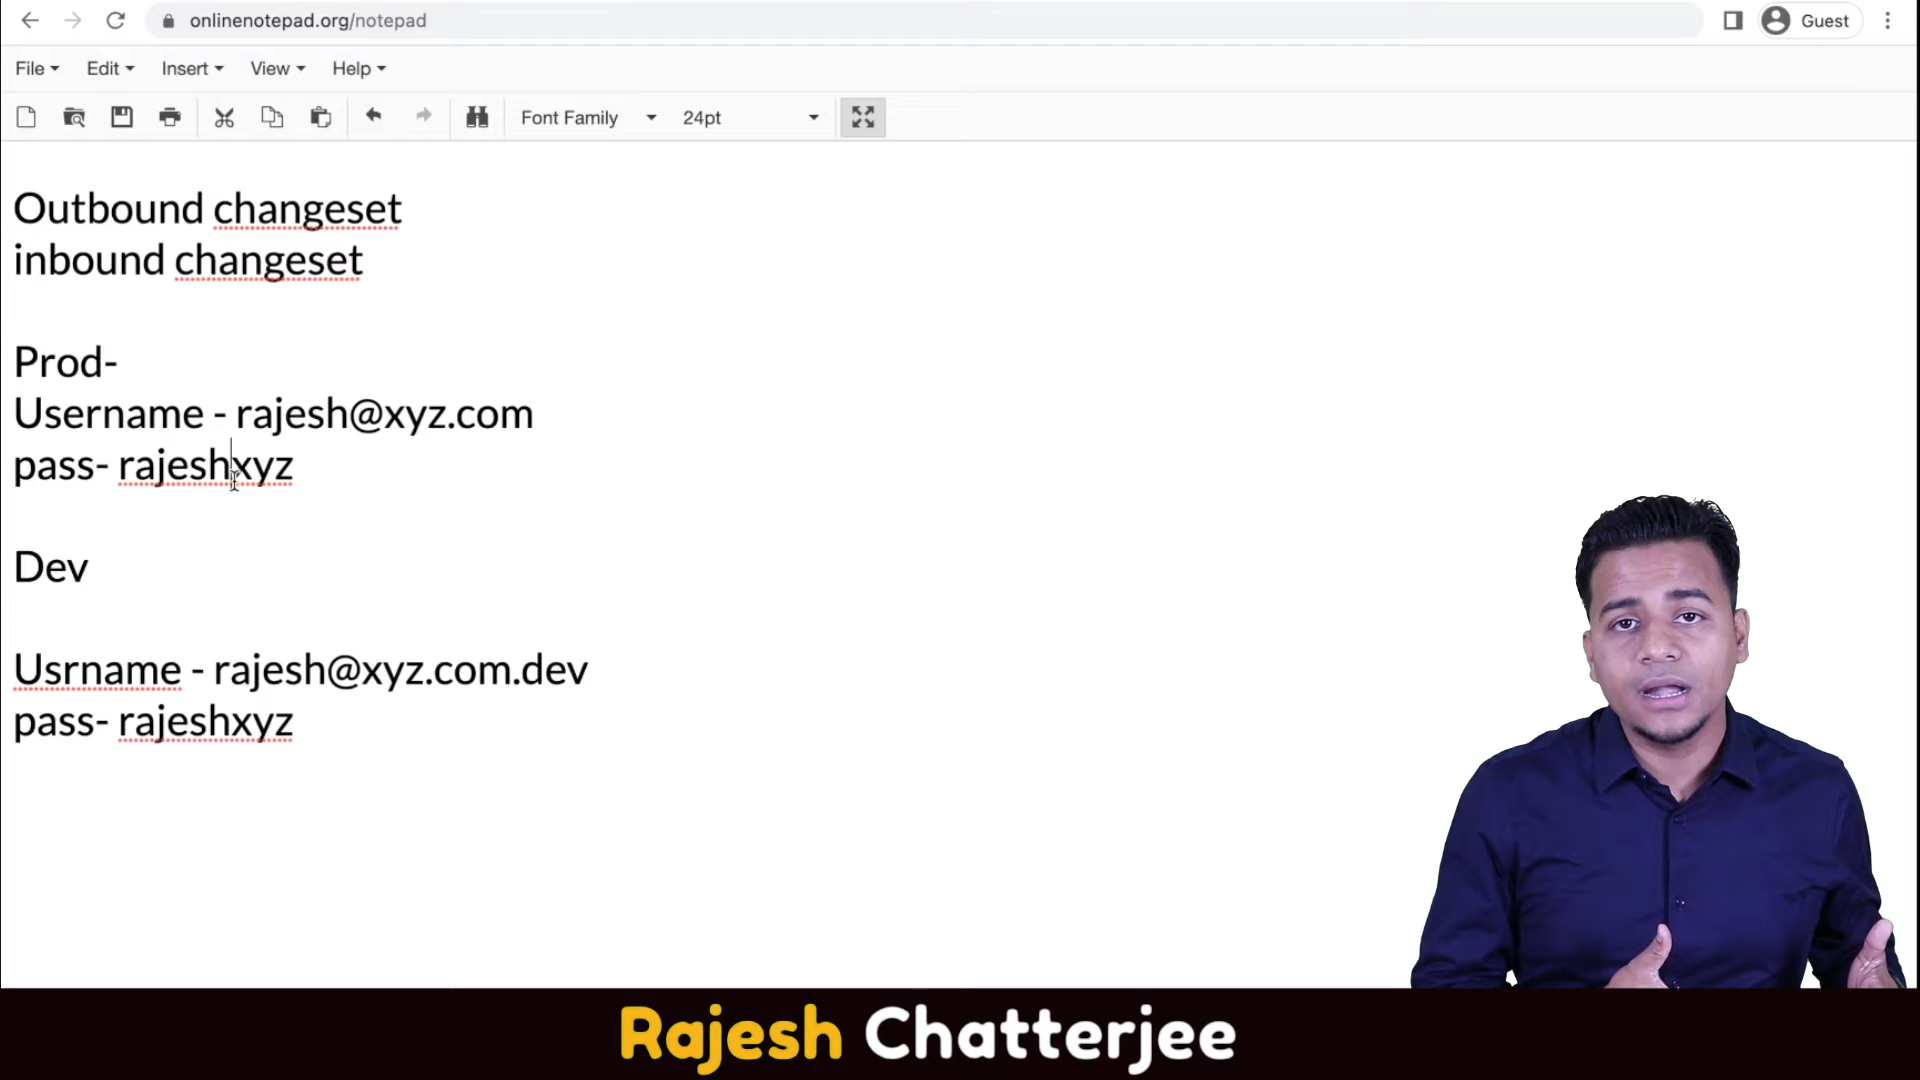 onlinenotepad.org/notepad
Guest
File Edit Insert View Help
Font Family 24pt
Outbound changeset
inbound changeset
Prod-
Username - rajesh@xyz.com
pass- rajeshxyz
Dev
Usrname - rajesh@xyz.com.dev
pass- rajeshxyz
Rajesh Chatterjee